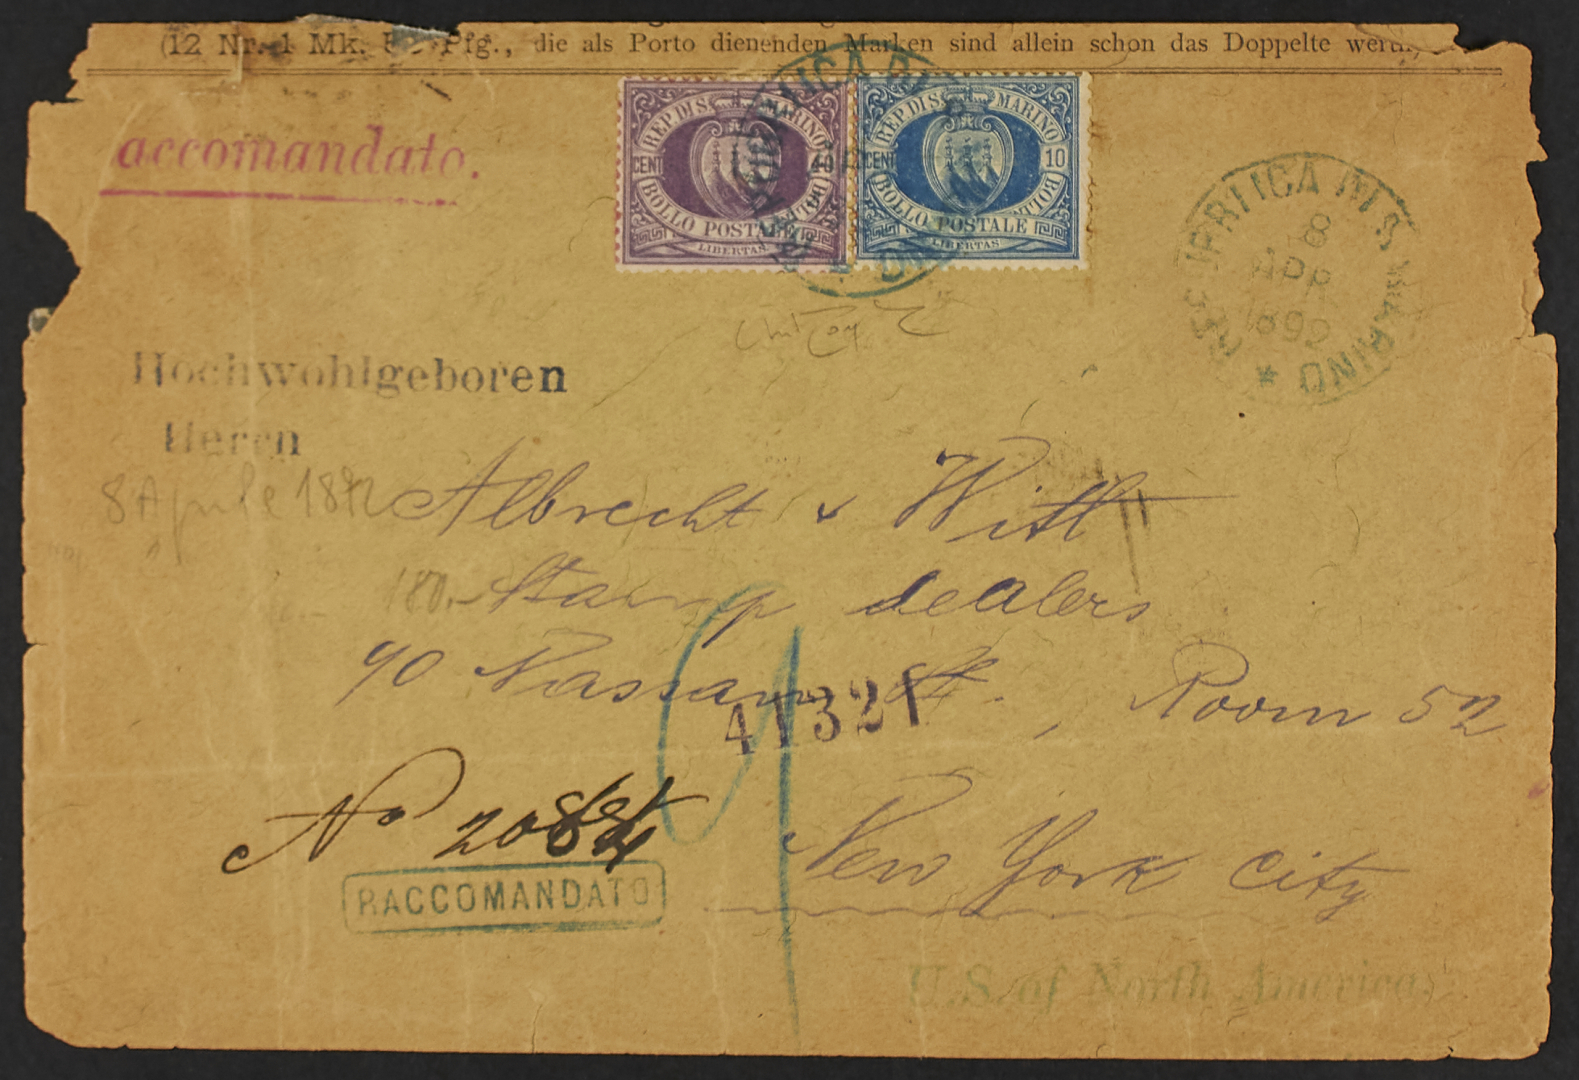 (12 Nr. 1 Mk. Pfg., die als Porto dienenden Marken sind allein schon das Doppelte
accomandato.
REP. DI S. MARINO
CENT 40
BOLLO POSTALE
LIBERTAS
REP. DI S. MARINO
CENT 10
BOLLO POSTALE
LIBERTAS
8
APR
1892
MARINO
Hochwohlgeboren
Herrn
8 Aprile 1892
Albrecht & Witt
180.-
Stamp dealers
90 Nassau St., Room 52
41321
No 2084
RACCOMANDATO
9
New York City
U.S. of North America.